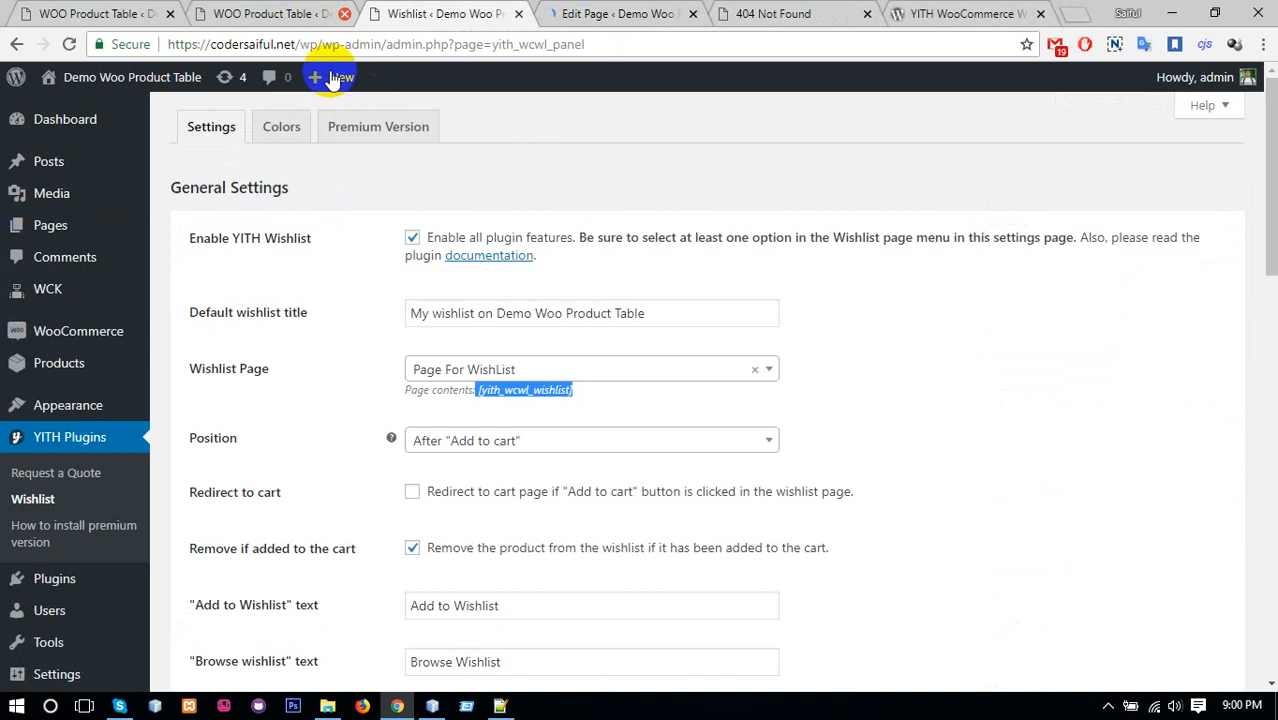 WOO Product Table ‹ D
WOO Product Table ‹ De
Wishlist ‹ Demo Woo P
Edit Page ‹ Demo Woo
404 Not Found
YITH WooCommerce W
Saiful
Secure
https://codersaiful.net/wp/wp-admin/admin.php?page=yith_wcwl_panel
19
cjs
Demo Woo Product Table
4
0
New
Howdy, admin
Dashboard
Posts
Media
Pages
Comments
WCK
WooCommerce
Products
Appearance
YITH Plugins
Request a Quote
Wishlist
How to install premium
version
Plugins
Users
Tools
Settings
Settings
Colors
Premium Version
Help
General Settings
Enable YITH Wishlist
Enable all plugin features. Be sure to select at least one option in the Wishlist page menu in this settings page. Also, please read the
plugin documentation.
Default wishlist title
My wishlist on Demo Woo Product Table
Wishlist Page
Page For WishList
Page contents: [yith_wcwl_wishlist]
Position
After "Add to cart"
Redirect to cart
Redirect to cart page if "Add to cart" button is clicked in the wishlist page.
Remove if added to the cart
Remove the product from the wishlist if it has been added to the cart.
"Add to Wishlist" text
Add to Wishlist
"Browse wishlist" text
Browse Wishlist
9:00 PM